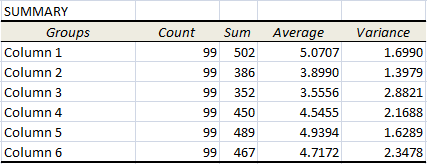 SUMMARY
Groups Count Sum Average Variance
Column 1 99 502 5.0707 1.6990
Column 2 99 386 3.8990 1.3979
Column 3 99 352 3.5556 2.8821
Column 4 99 450 4.5455 2.1688
Column 5 99 489 4.9394 1.6289
Column 6 99 467 4.7172 2.3478